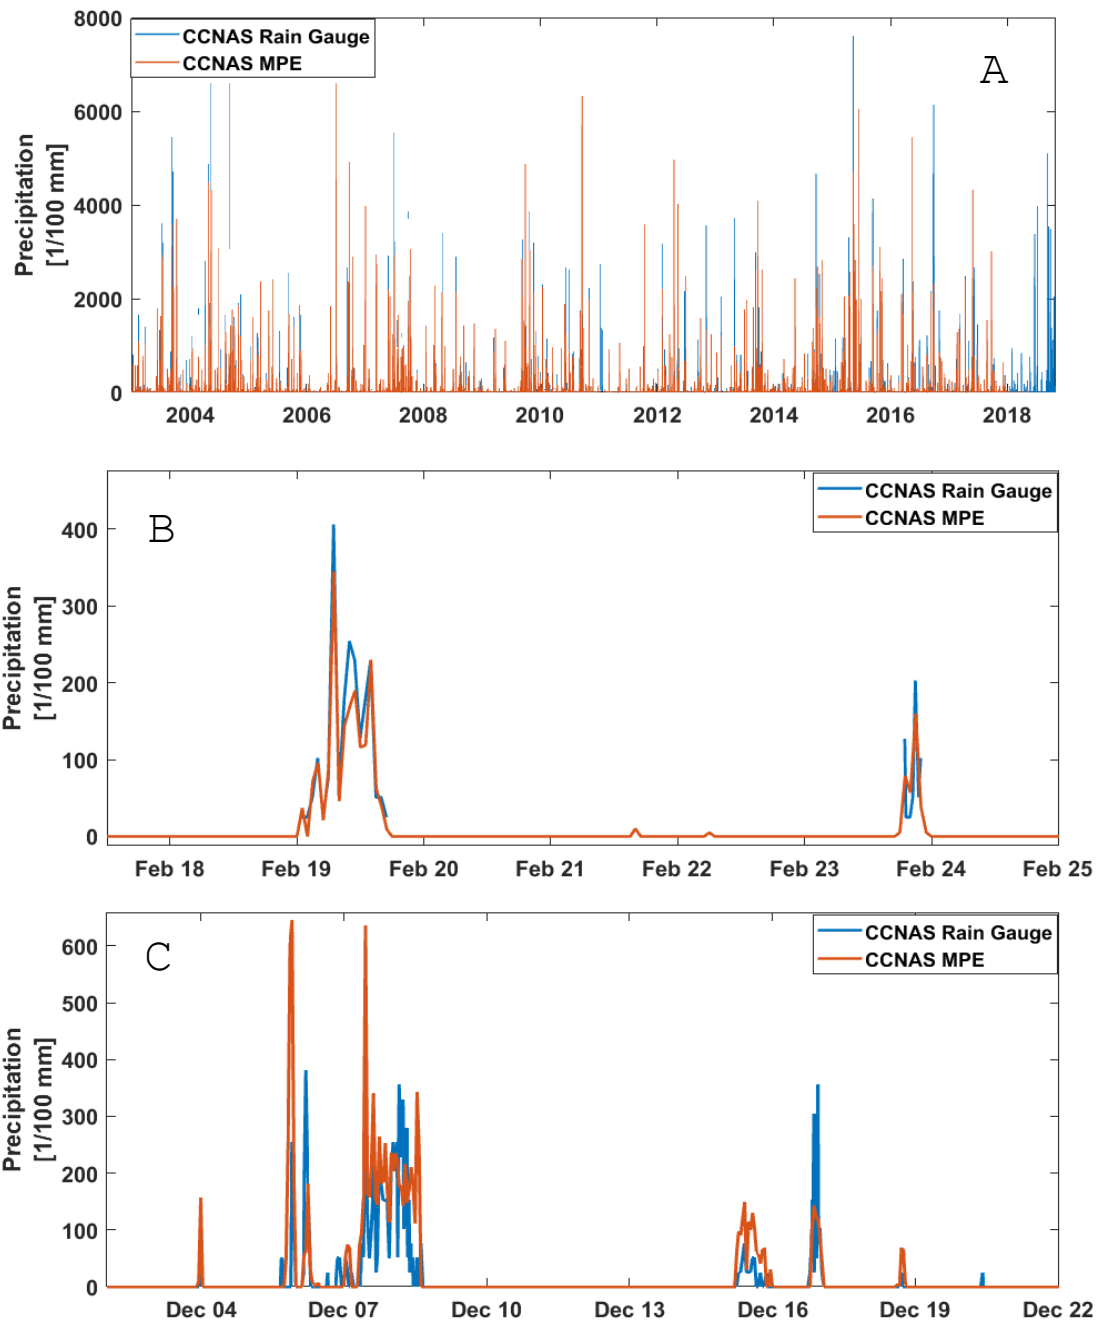 8000
CCNAS Rain Gauge
CCNAS MPE
A
6000
4000
2000
0
Precipitation
[1/100 mm]
2004 2006 2008 2010 2012 2014 2016 2018
CCNAS Rain Gauge
CCNAS MPE
B
400
300
200
100
0
Precipitation
[1/100 mm]
Feb 18 Feb 19 Feb 20 Feb 21 Feb 22 Feb 23 Feb 24 Feb 25
CCNAS Rain Gauge
CCNAS MPE
C
600
500
400
300
200
100
0
Precipitation
[1/100 mm]
Dec 04 Dec 07 Dec 10 Dec 13 Dec 16 Dec 19 Dec 22